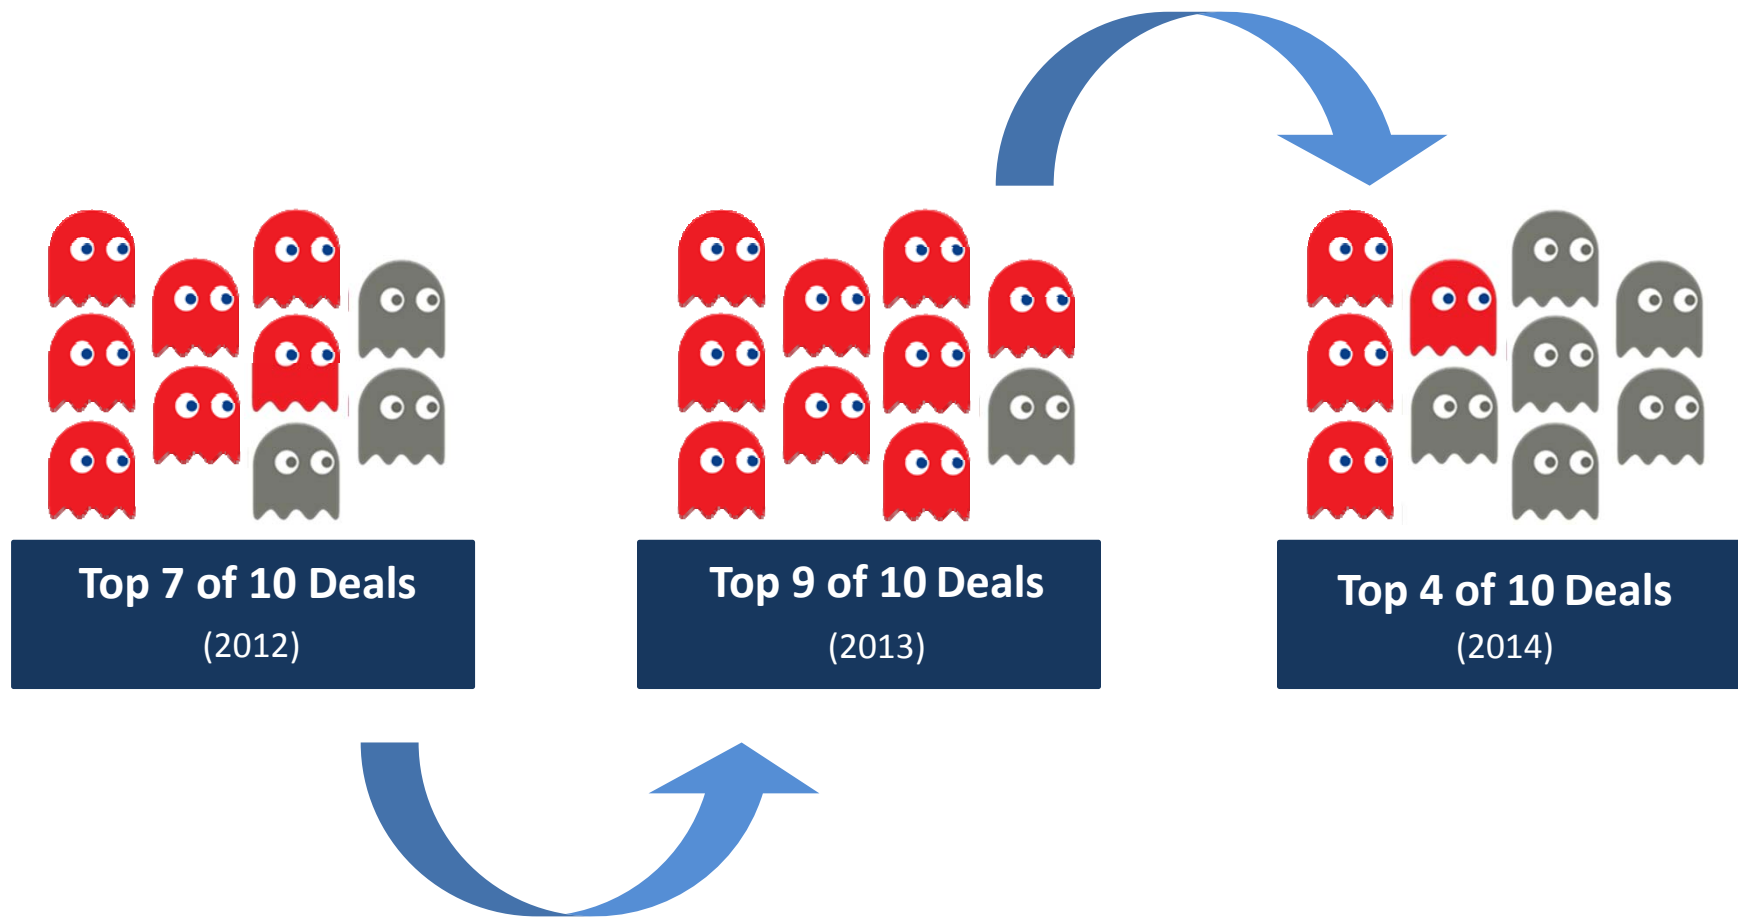 Top 7 of 10 Deals
(2012)
Top 9 of 10 Deals
(2013)
Top 4 of 10 Deals
(2014)